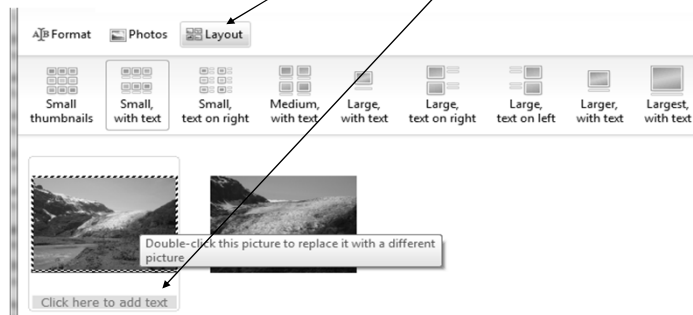 Format Photos Layout
Small thumbnails
Small, with text
Small, text on right
Medium, with text
Large, with text
Large, text on right
Large, text on left
Larger, with text
Largest, with text
Double-click this picture to replace it with a different
picture
Click here to add text